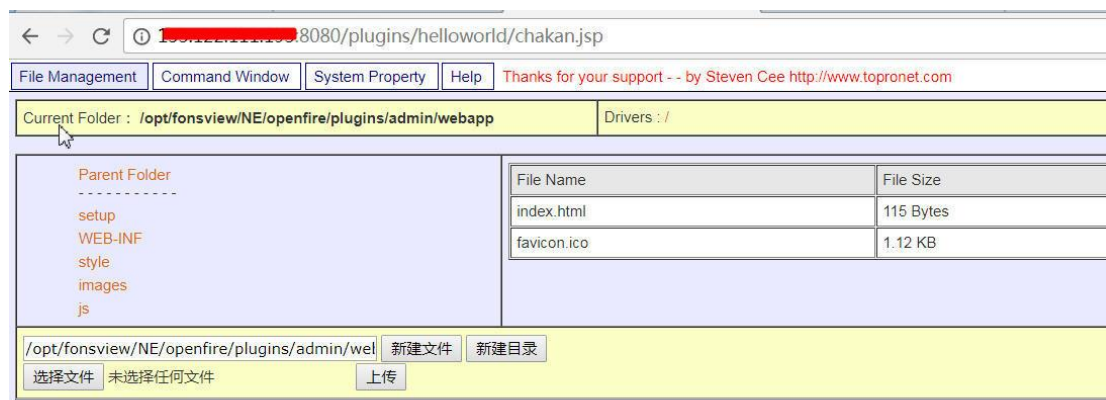 :8080/plugins/helloworld/chakan.jsp
File Management Command Window System Property Help Thanks for your support - - by Steven Cee http://www.topronet.com
Current Folder : /opt/fonsview/NE/openfire/plugins/admin/webapp Drivers : /
Parent Folder
- - - - - - - - - - -
setup
WEB-INF
style
images
js
File Name File Size
index.html 115 Bytes
favicon.ico 1.12 KB
/opt/fonsview/NE/openfire/plugins/admin/wel 新建文件 新建目录
选择文件 未选择任何文件 上传